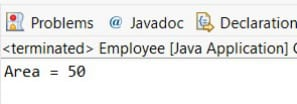 Problems @ Javadoc Declaration
<terminated> Employee [Java Application]
Area = 50